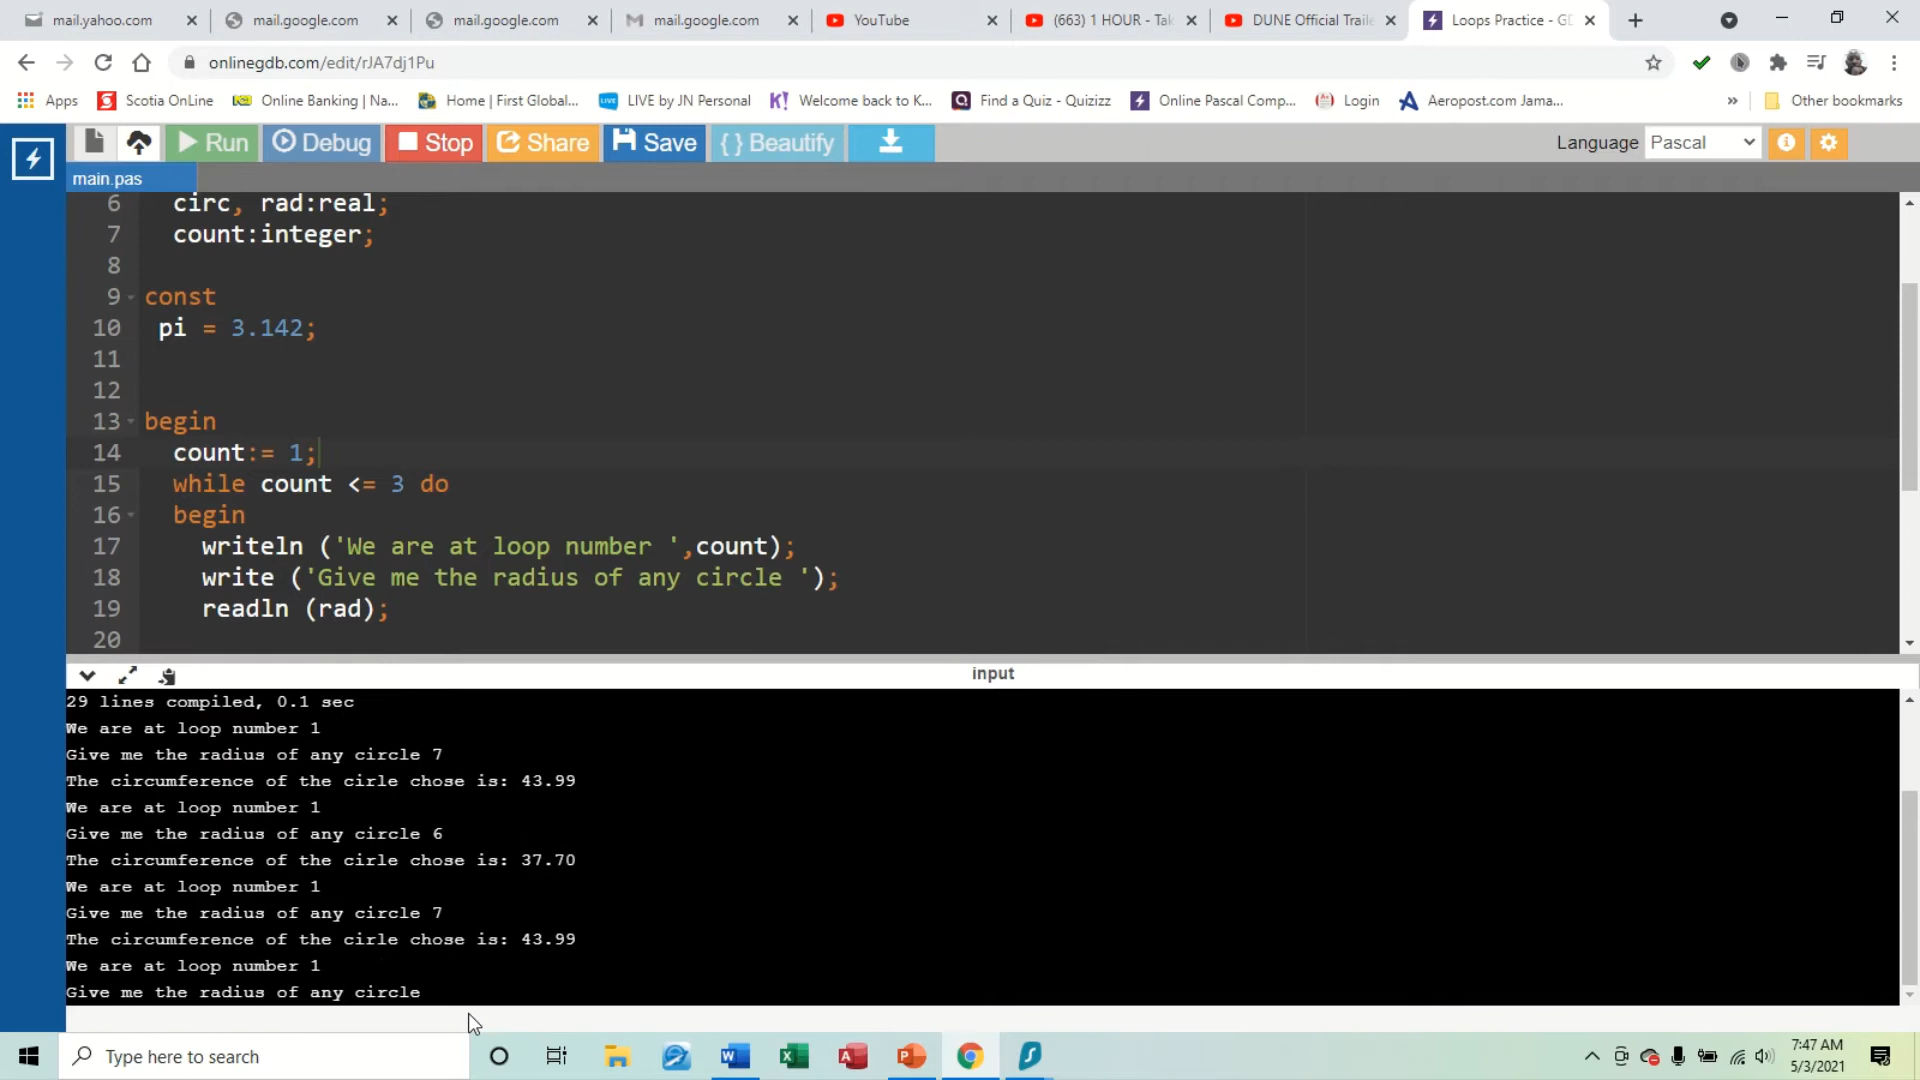 mail.yahoo.com
mail.google.com
mail.google.com
mail.google.com
YouTube
(663) 1 HOUR - Tak
DUNE Official Traile
Loops Practice - GD
onlinegdb.com/edit/rJA7dj1Pu
Apps
Scotia OnLine
Online Banking | Na...
Home | First Global...
LIVE by JN Personal
Welcome back to K...
Find a Quiz - Quizizz
Online Pascal Comp...
Login
Aeropost.com Jama...
»
Other bookmarks
Run
Debug
Stop
Share
Save
{ } Beautify
Language Pascal
main.pas
6 circ, rad:real;
7 count:integer;
8
9 const
10 pi = 3.142;
11
12
13 begin
14 count:= 1;
15 while count <= 3 do
16 begin
17 writeln ('We are at loop number ',count);
18 write ('Give me the radius of any circle ');
19 readln (rad);
20
input
29 lines compiled, 0.1 sec
We are at loop number 1
Give me the radius of any circle 7
The circumference of the cirle chose is: 43.99
We are at loop number 1
Give me the radius of any circle 6
The circumference of the cirle chose is: 37.70
We are at loop number 1
Give me the radius of any circle 7
The circumference of the cirle chose is: 43.99
We are at loop number 1
Give me the radius of any circle
Type here to search
7:47 AM
5/3/2021